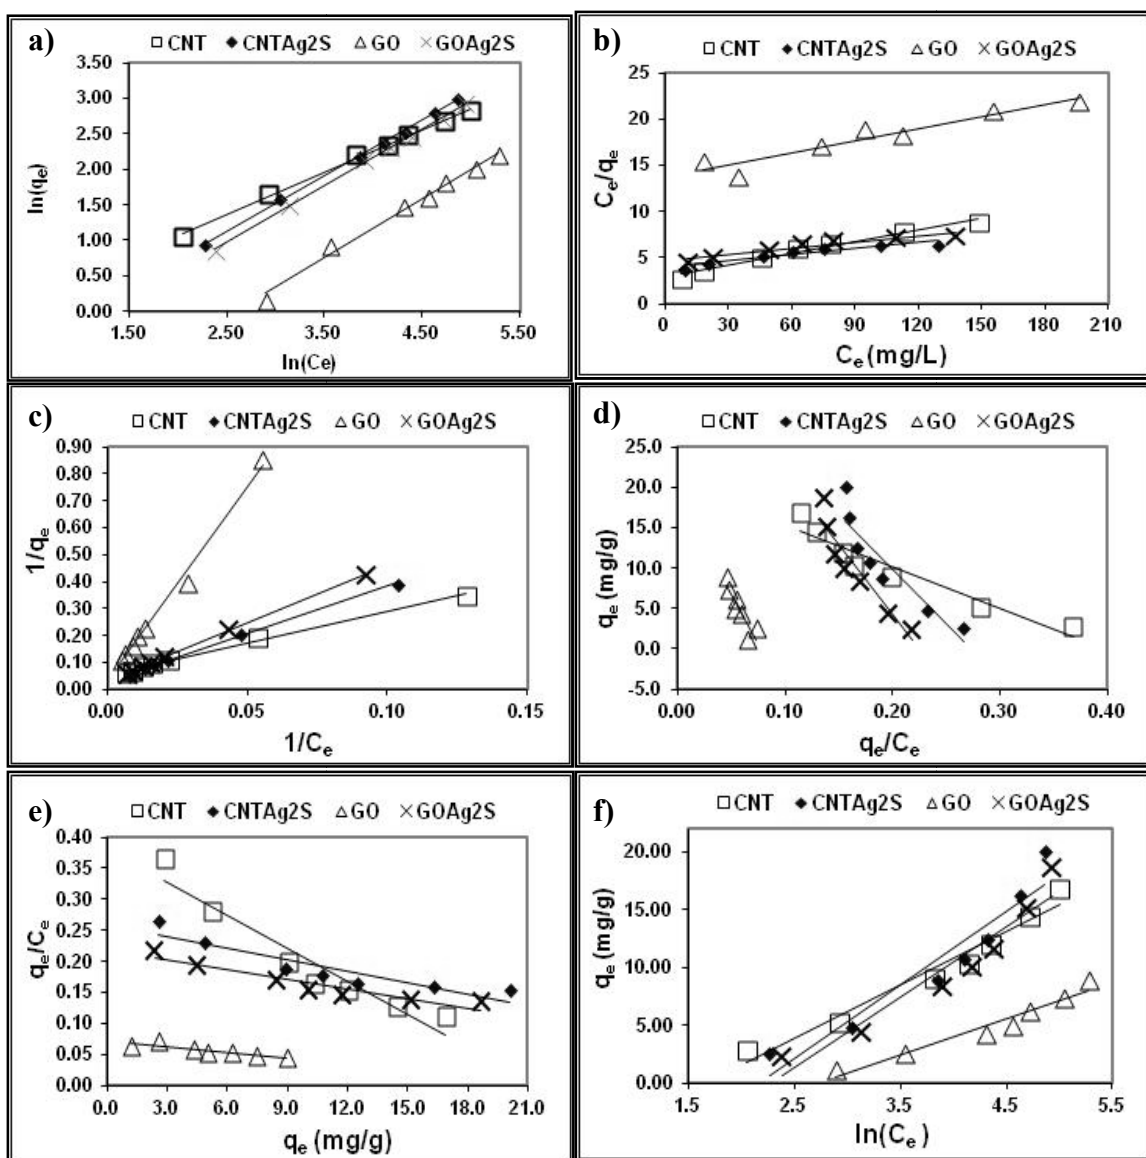 a)
CNT CNTAg2S GO GOAg2S
3.50
3.00
2.50
2.00
1.50
1.00
0.50
0.00
ln(qe)
1.50 2.50 3.50 4.50 5.50
ln(Ce)
b)
CNT CNTAg2S GO GOAg2S
25
20
15
10
5
0
Ce/qe
0 30 60 90 120 150 180 210
Ce (mg/L)
c)
CNT CNTAg2S GO GOAg2S
0.90
0.80
0.70
0.60
0.50
0.40
0.30
0.20
0.10
0.00
1/qe
0.00 0.05 0.10 0.15
1/Ce
d)
CNT CNTAg2S GO GOAg2S
25.0
20.0
15.0
10.0
5.0
0.0
-5.0
qe (mg/g)
0.00 0.10 0.20 0.30 0.40
qe/Ce
e)
CNT CNTAg2S GO GOAg2S
0.40
0.35
0.30
0.25
0.20
0.15
0.10
0.05
0.00
qe/Ce
0.0 3.0 6.0 9.0 12.0 15.0 18.0 21.0
qe (mg/g)
f)
CNT CNTAg2S GO GOAg2S
20.00
15.00
10.00
5.00
0.00
qe (mg/g)
1.5 2.5 3.5 4.5 5.5
ln(Ce)